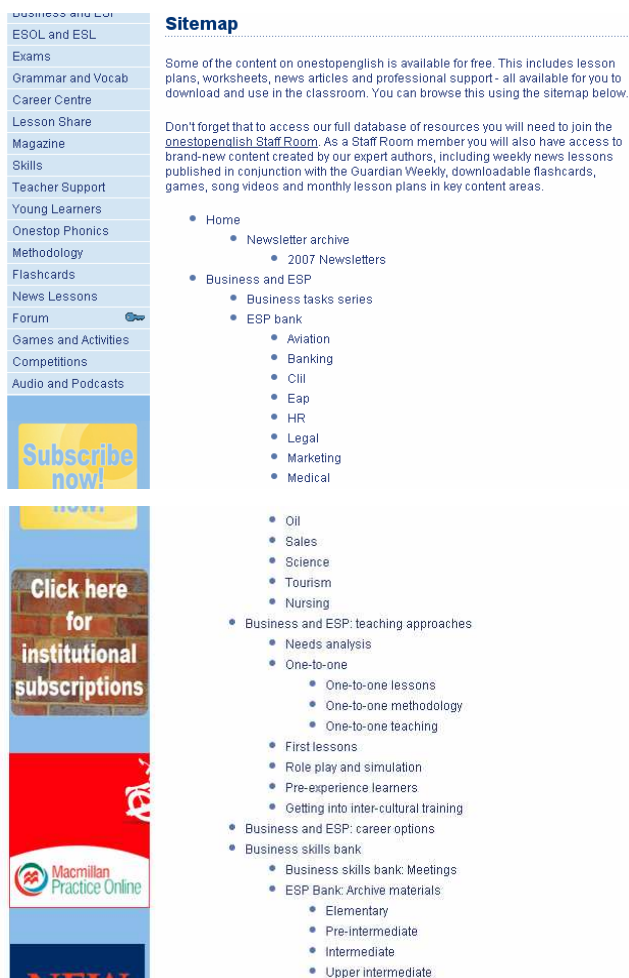 Business and ESP
ESOL and ESL
Exams
Grammar and Vocab
Career Centre
Lesson Share
Magazine
Skills
Teacher Support
Young Learners
Onestop Phonics
Methodology
Flashcards
News Lessons
Forum
Games and Activities
Competitions
Audio and Podcasts
Subscribe
now!
now!
Click here
for
institutional
subscriptions
Macmillan
Practice Online
NEW
Sitemap
Some of the content on onestopenglish is available for free. This includes lesson
plans, worksheets, news articles and professional support - all available for you to
download and use in the classroom. You can browse this using the sitemap below.
Don't forget that to access our full database of resources you will need to join the
onestopenglish Staff Room. As a Staff Room member you will also have access to
brand-new content created by our expert authors, including weekly news lessons
published in conjunction with the Guardian Weekly, downloadable flashcards,
games, song videos and monthly lesson plans in key content areas.
Home
Newsletter archive
2007 Newsletters
Business and ESP
Business tasks series
ESP bank
Aviation
Banking
Clil
Eap
HR
Legal
Marketing
Medical
Oil
Sales
Science
Tourism
Nursing
Business and ESP: teaching approaches
Needs analysis
One-to-one
One-to-one lessons
One-to-one methodology
One-to-one teaching
First lessons
Role play and simulation
Pre-experience learners
Getting into inter-cultural training
Business and ESP: career options
Business skills bank
Business skills bank: Meetings
ESP Bank: Archive materials
Elementary
Pre-intermediate
Intermediate
Upper intermediate